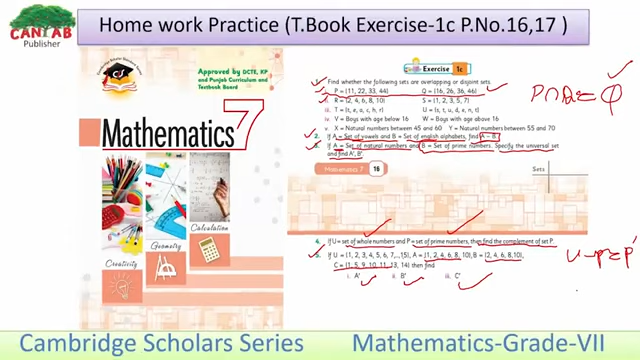 CANTAB
Publisher
Home work Practice (T.Book Exercise-1c P.No.16,17 )
Approved by DCTE, KP
and Punjab Curriculum and
Textbook Board
Mathematics 7
Calculation
Geometry
Creativity
Exercise 1c
1. Find whether the following sets are overlapping or disjoint sets.
i. P = {11, 22, 33, 44} Q = {16, 26, 36, 46}
ii. R = {2, 4, 6, 8, 10} S = {1, 2, 3, 5, 7}
iii. T = {t, e, a, c, h, r} U = {s, t, u, d, e, n, t}
iv. V = Boys with age below 16 W = Boys with age above 16
v. X = Natural numbers between 45 and 60 Y = Natural numbers between 55 and 70
2. If A = Set of vowels and B = Set of english alphabets, find A – B.
3. If A = Set of natural numbers and B = Set of prime numbers. Specify the universal set
and find A', B'.
P∩Q = φ
Mathematics 7 16
Sets
4. If U = set of whole numbers and P = set of prime numbers, then find the complement of set P.
5. If U = {1, 2, 3, 4, 5, 6, 7, ...,15}, A = {1, 2, 4, 6, 8, 10}, B = {2, 4, 6, 8,10},
C = {1, 5, 9, 10, 11, 13, 14} then find
i. A' ii. B' iii. C'
U-P=P'
Cambridge Scholars Series Mathematics-Grade-VII